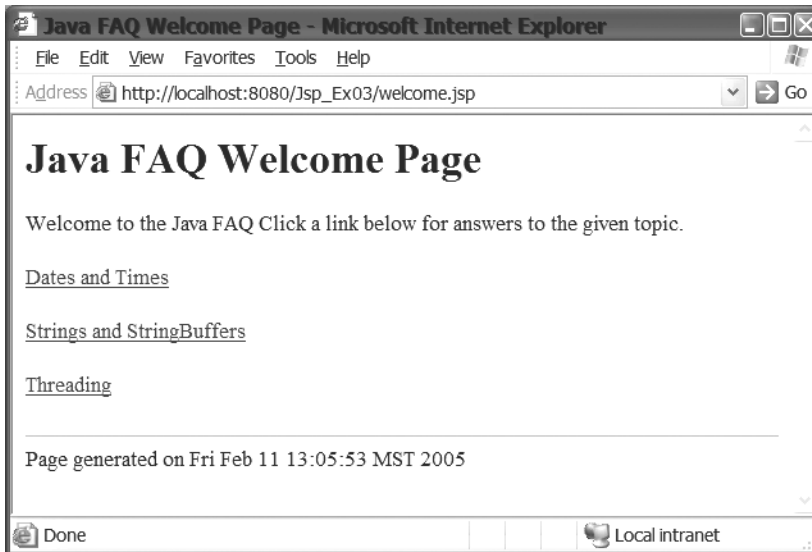 Java FAQ Welcome Page - Microsoft Internet Explorer
File Edit View Favorites Tools Help
Address http://localhost:8080/Jsp_Ex03/welcome.jsp Go
Java FAQ Welcome Page
Welcome to the Java FAQ Click a link below for answers to the given topic.
Dates and Times
Strings and StringBuffers
Threading
Page generated on Fri Feb 11 13:05:53 MST 2005
Done Local intranet